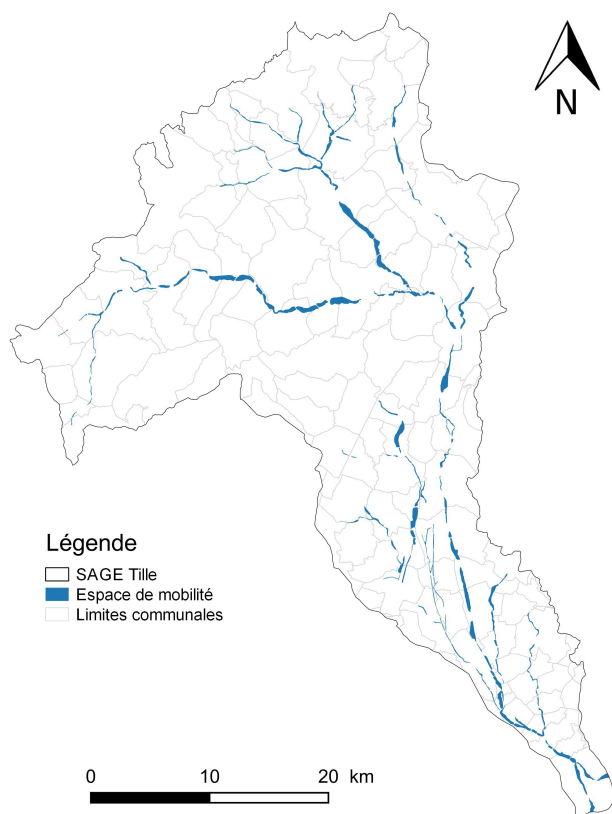 N
Légende
SAGE Tille
Espace de mobilité
Limites communales
0 10 20 km